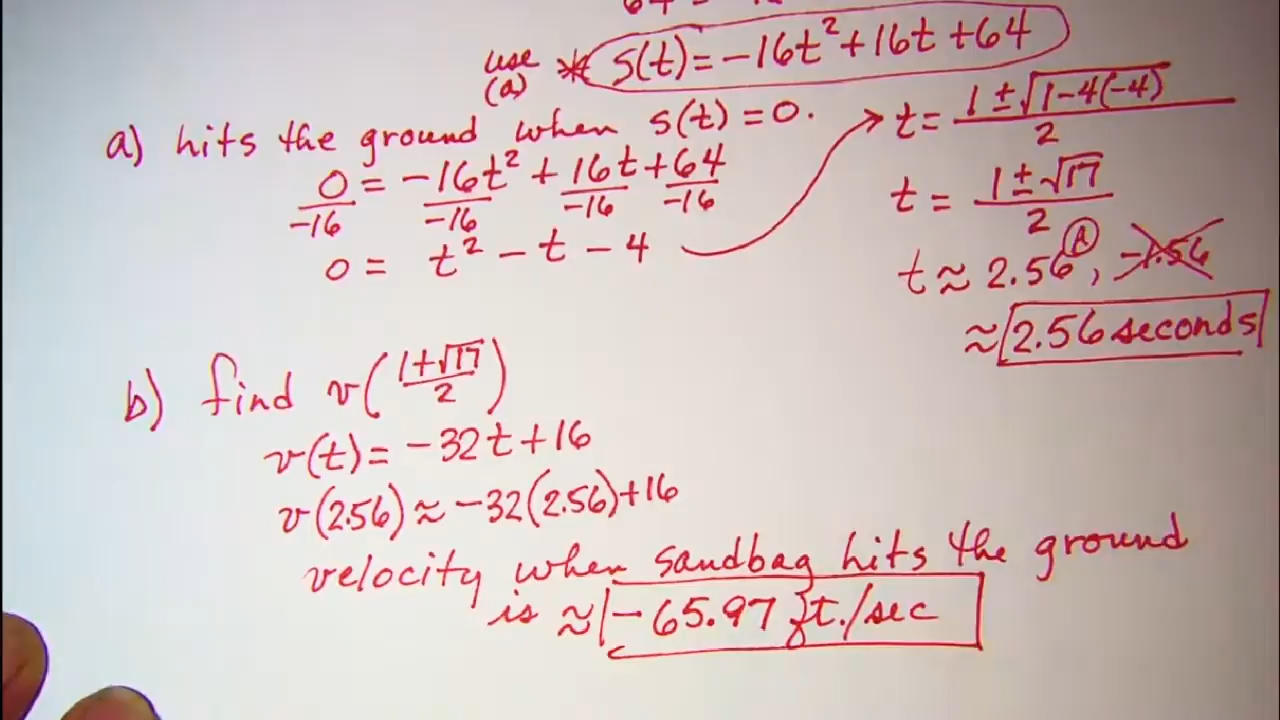 use
(a)
* s(t) = -16t² + 16t + 64
a) hits the ground when s(t) = 0.
0 = -16t² + 16t + 64
-16 -16 -16 -16
0 = t² - t - 4
t = 1 ± √1-4(-4)
2
t = 1 ± √17
2
t ≈ 2.56 (A), -1.56
≈ 2.56 seconds
b) find v(1+√17 / 2)
v(t) = -32t + 16
v(2.56) ≈ -32(2.56) + 16
velocity when sandbag hits the ground
is ≈ -65.97 ft./sec